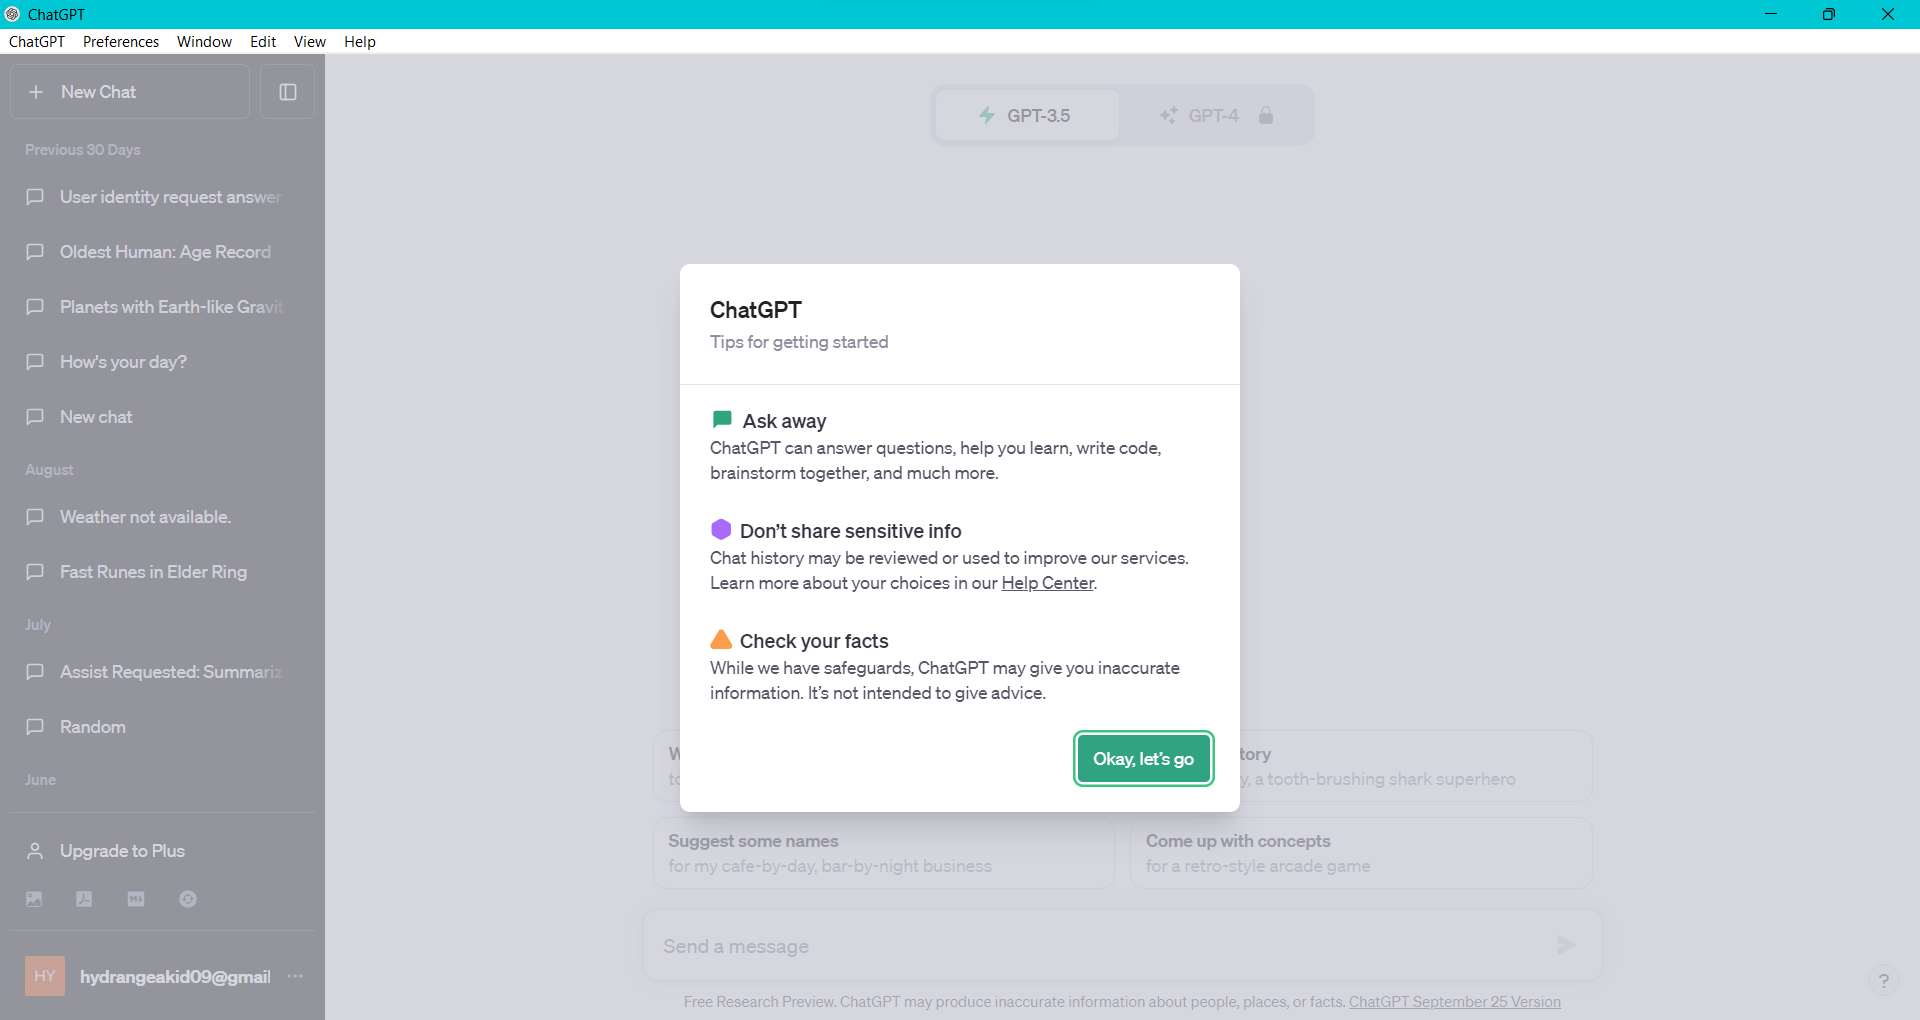 ChatGPT
ChatGPT Preferences Window Edit View Help
New Chat
Previous 30 Days
User identity request answer
Oldest Human: Age Record
Planets with Earth-like Gravit
How's your day?
New chat
August
Weather not available.
Fast Runes in Elder Ring
July
Assist Requested: Summariz
Random
June
Upgrade to Plus
HY hydrangeakid09@gmail
GPT-3.5 GPT-4
ChatGPT
Tips for getting started
Ask away
ChatGPT can answer questions, help you learn, write code,
brainstorm together, and much more.
Don’t share sensitive info
Chat history may be reviewed or used to improve our services.
Learn more about your choices in our Help Center.
Check your facts
While we have safeguards, ChatGPT may give you inaccurate
information. It’s not intended to give advice.
Okay, let’s go
tory
y, a tooth-brushing shark superhero
Suggest some names
for my cafe-by-day, bar-by-night business
Come up with concepts
for a retro-style arcade game
Send a message
Free Research Preview. ChatGPT may produce inaccurate information about people, places, or facts. ChatGPT September 25 Version
?